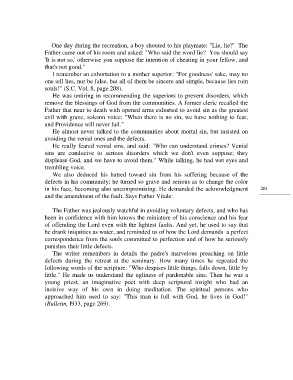 One day during the recreation, a boy shouted to his playmate: "Lie, lie!" The
Father came out of his room and asked: "Who said the word lie? You should say
'It is not so,' otherwise you suppose the intention of cheating in your fellow, and
that's not good."
I remember an exhortation to a mother superior: "For goodness' sake, may no
one tell lies, nor be false, but all of them be sincere and simple, because lies ruin
souls!" (S.C. Vol. 8, page 208).
He was untiring in recommending the superiors to prevent disorders, which
remove the blessings of God from the communities. A former cleric recalled the
Father that near to death with opened arms exhorted to avoid sin as the greatest
evil with grave, solemn voice: "When there is no sin, we have nothing to fear,
and Providence will never fail."
He almost never talked to the communities about mortal sin, but insisted on
avoiding the venial ones and the defects.
He really feared venial sin, and said: "Who can understand crimes? Venial
sins are conducive to serious disorders which we don't even suppose; they
displease God, and we have to avoid them." While talking, he had wet eyes and
trembling voice.
We also deduced his hatred toward sin from his suffering because of the
defects in his community; he turned so grave and serious as to change the color
in his face, becoming also uncompromising. He demanded the acknowledgment
and the amendment of the fault. Says Father Vitale:
201
The Father was jealously watchful in avoiding voluntary defects, and who has
been in confidence with him knows the minutiae of his conscience and his fear
of offending the Lord even with the lightest faults. And yet, he used to say that
he drank iniquities as water, and reminded us of how the Lord demands a perfect
correspondence from the souls committed to perfection and of how he seriously
punishes their little defects.
The writer remembers in details the padre's marvelous preaching on little
defects during the retreat at the seminary. How many times he repeated the
following words of the scripture: "Who despises little things, falls down, little by
little." He made us understand the ugliness of pardonable sins. Then he was a
young priest, an imaginative poet with deep scriptural insight who had an
incisive way of his own in doing meditation. The spiritual persons who
approached him used to say: "This man is full with God, he lives in God!"
(Bulletin, 1933, page 269).